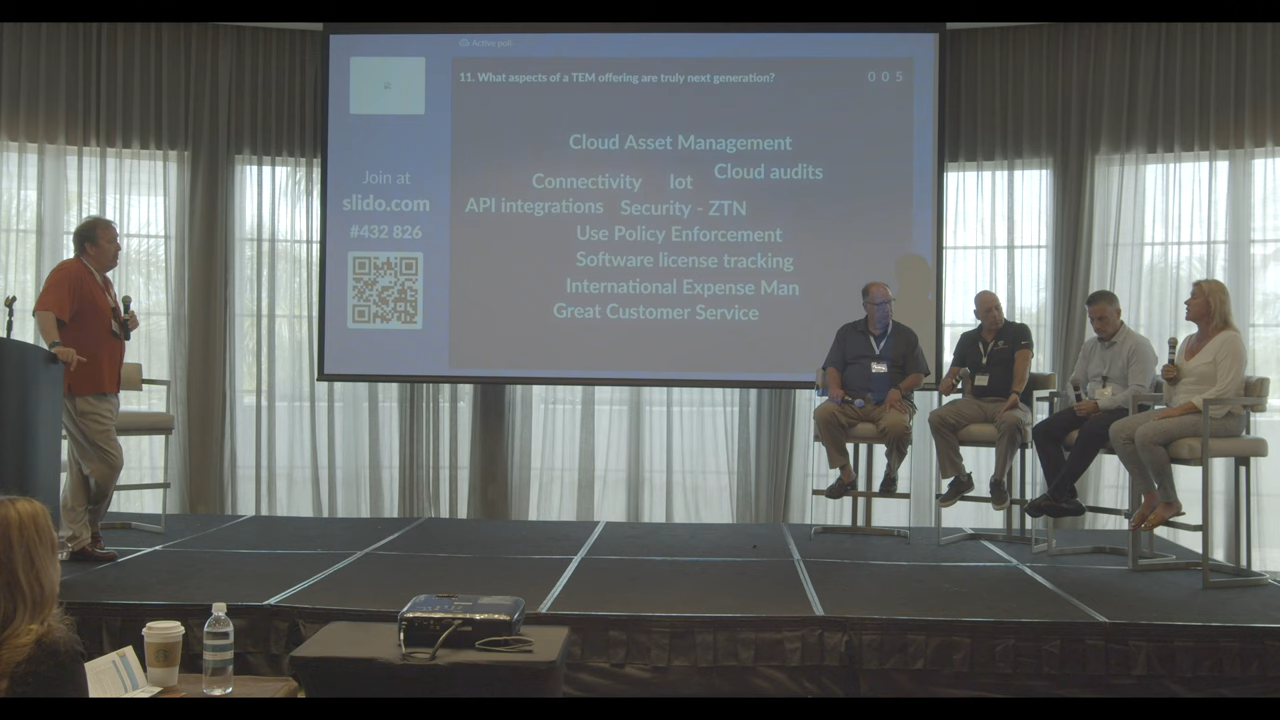 Active poll
11. What aspects of a TEM offering are truly next generation?
0 0 5
Join at
slido.com
#432 826
Cloud Asset Management
Cloud audits
Connectivity
Iot
API integrations
Security - ZTN
Use Policy Enforcement
Software license tracking
International Expense Man
Great Customer Service